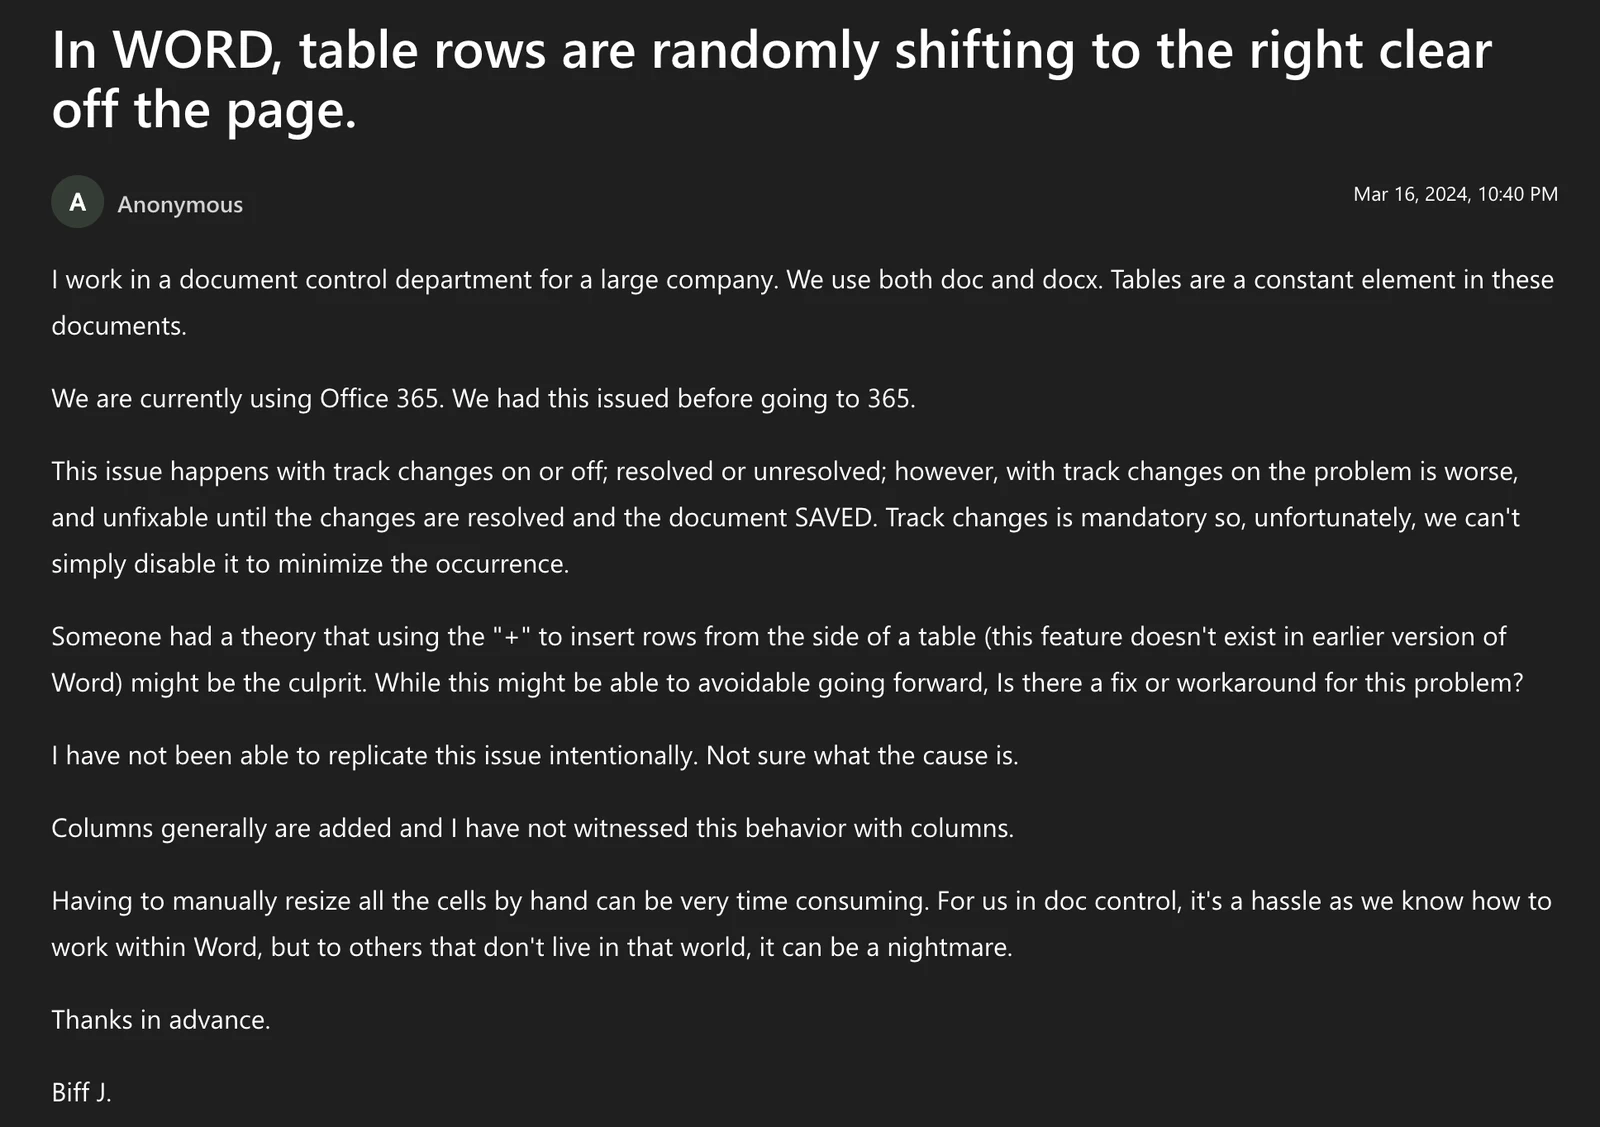 In WORD, table rows are randomly shifting to the right clear
off the page.
A
Anonymous
Mar 16, 2024, 10:40 PM
I work in a document control department for a large company. We use both doc and docx. Tables are a constant element in these
documents.
We are currently using Office 365. We had this issued before going to 365.
This issue happens with track changes on or off; resolved or unresolved; however, with track changes on the problem is worse,
and unfixable until the changes are resolved and the document SAVED. Track changes is mandatory so, unfortunately, we can't
simply disable it to minimize the occurrence.
Someone had a theory that using the "+" to insert rows from the side of a table (this feature doesn't exist in earlier version of
Word) might be the culprit. While this might be able to avoidable going forward, Is there a fix or workaround for this problem?
I have not been able to replicate this issue intentionally. Not sure what the cause is.
Columns generally are added and I have not witnessed this behavior with columns.
Having to manually resize all the cells by hand can be very time consuming. For us in doc control, it's a hassle as we know how to
work within Word, but to others that don't live in that world, it can be a nightmare.
Thanks in advance.
Biff J.